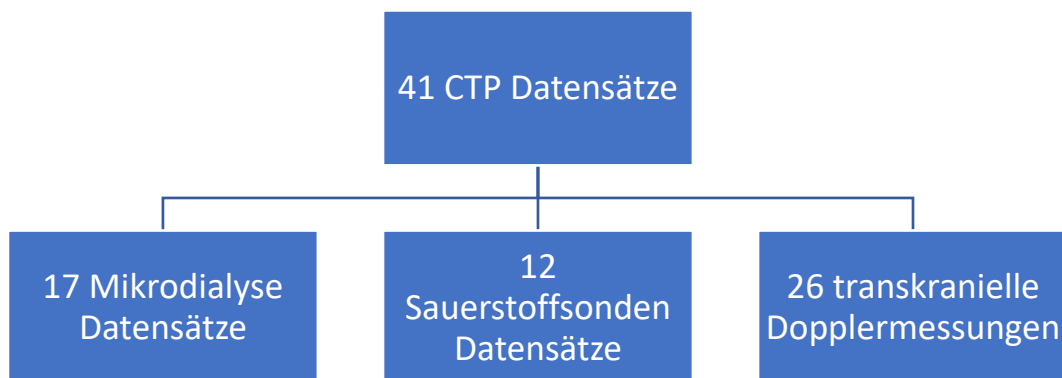 41 CTP Datensätze
17 Mikrodialyse
Datensätze
12
Sauerstoffsonden
Datensätze
26 transkranielle
Dopplermessungen